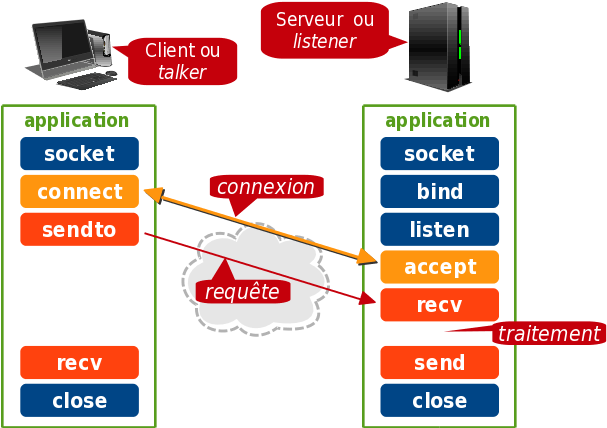 Client ou
talker
Serveur ou
listener
application
socket
connect
sendto
recv
close
connexion
requête
application
socket
bind
listen
accept
recv
traitement
send
close